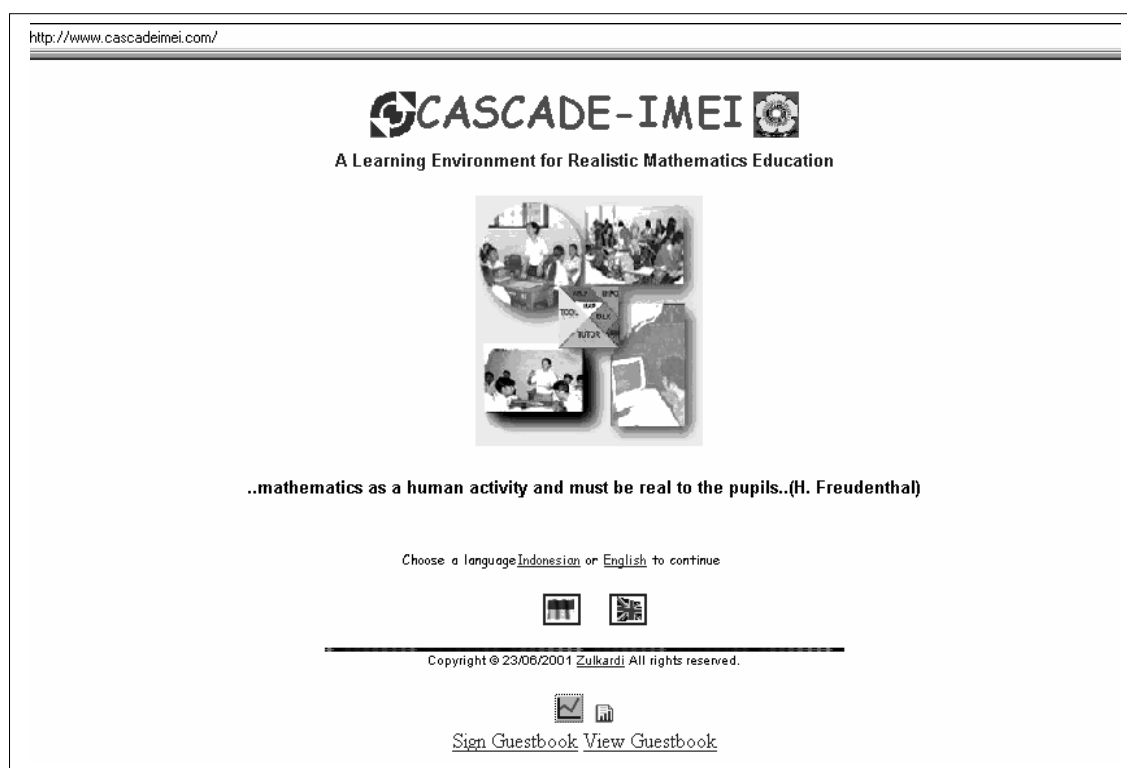 http://www.cascadeimei.com/
CASCADE-IMEI
A Learning Environment for Realistic Mathematics Education
TOOL
TUTOR
..mathematics as a human activity and must be real to the pupils..(H. Freudenthal)
Choose a language Indonesian or English to continue
Copyright © 23/06/2001 Zulkardi All rights reserved.
Sign Guestbook View Guestbook